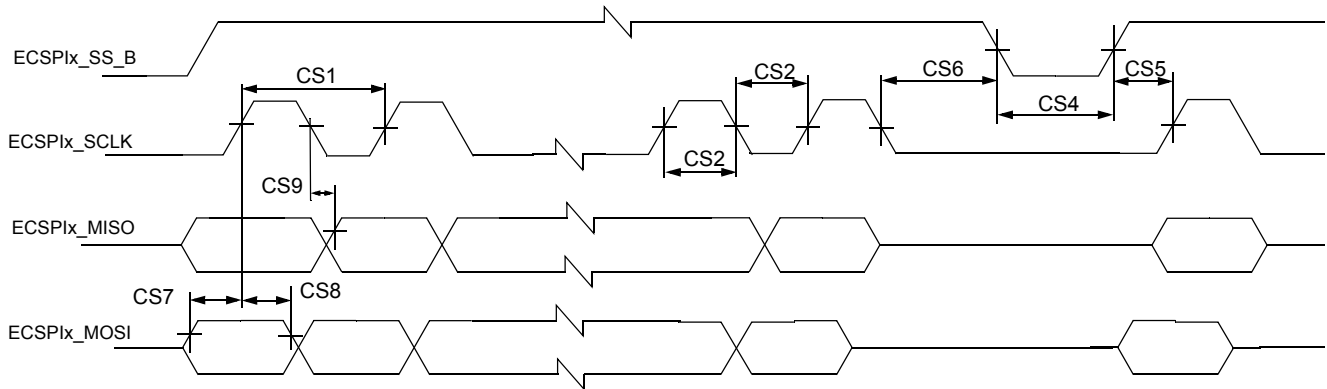 ECSPIx_SS_B
CS1
CS2
CS6
CS5
CS4
ECSPIx_SCLK
CS2
CS9
ECSPIx_MISO
CS7
CS8
ECSPIx_MOSI